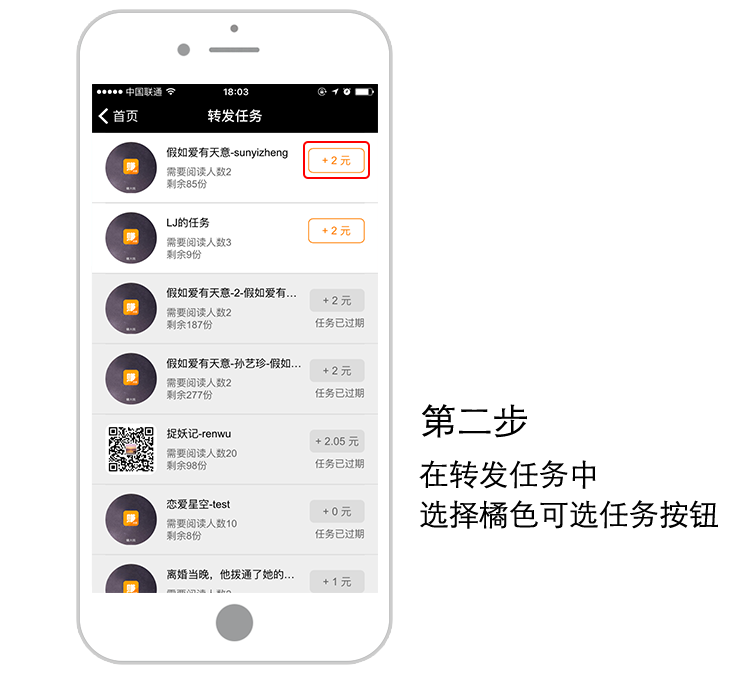 中国联通
18:03
首页
转发任务
假如爱有天意-sunyizheng
+ 2 元
需要阅读人数2
剩余85份
LJ的任务
+ 2 元
需要阅读人数3
剩余9份
假如爱有天意-2-假如爱有...
+ 2 元
需要阅读人数2
任务已过期
剩余187份
假如爱有天意-孙艺珍-假如...
+ 2 元
需要阅读人数2
任务已过期
剩余277份
捉妖记-renwu
+ 2.05 元
需要阅读人数20
任务已过期
剩余98份
恋爱星空-test
+ 0 元
需要阅读人数10
任务已过期
剩余8份
离婚当晚，他拨通了她的...
+ 1 元
第二步
在转发任务中
选择橘色可选任务按钮